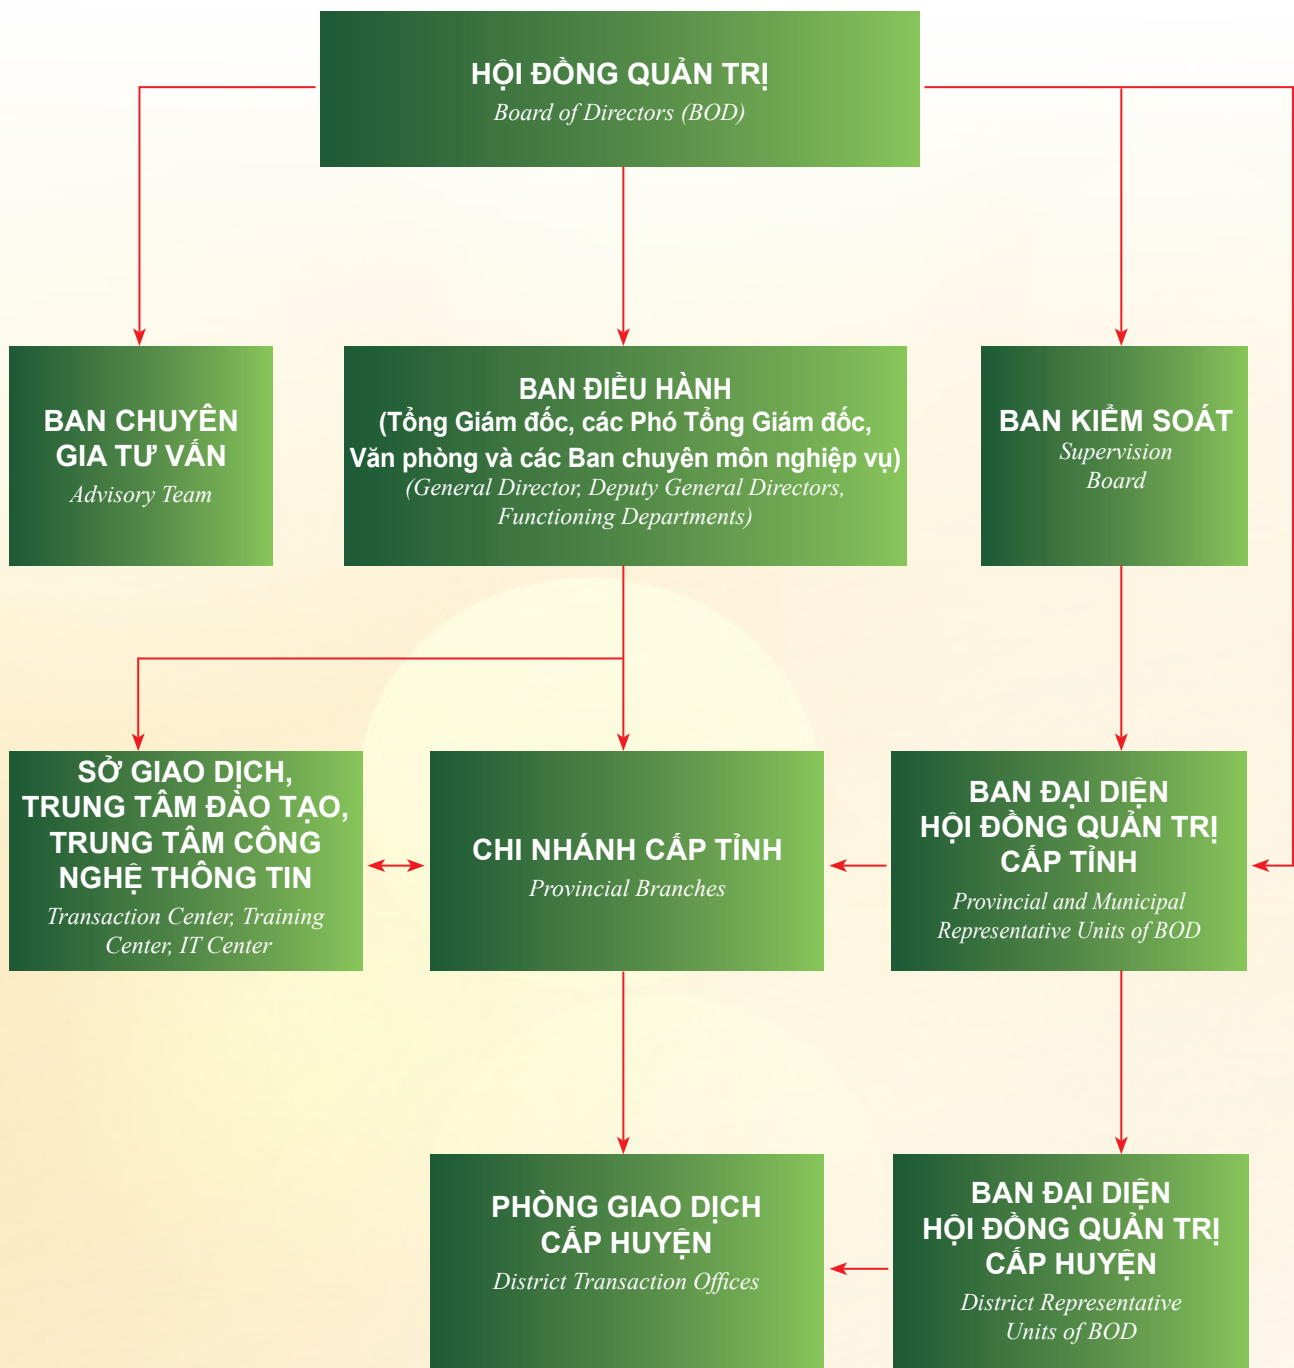 HỘI ĐỒNG QUẢN TRỊ
Board of Directors (BOD)
BAN CHUYÊN
GIA TƯ VẤN
Advisory Team
BAN ĐIỀU HÀNH
(Tổng Giám đốc, các Phó Tổng Giám đốc,
Văn phòng và các Ban chuyên môn nghiệp vụ)
(General Director, Deputy General Directors,
Functioning Departments)
BAN KIỂM SOÁT
Supervision
Board
SỞ GIAO DỊCH,
TRUNG TÂM ĐÀO TẠO,
TRUNG TÂM CÔNG
NGHỆ THÔNG TIN
Transaction Center, Training
Center, IT Center
CHI NHÁNH CẤP TỈNH
Provincial Branches
BAN ĐẠI DIỆN
HỘI ĐỒNG QUẢN TRỊ
CẤP TỈNH
Provincial and Municipal
Representative Units of BOD
PHÒNG GIAO DỊCH
CẤP HUYỆN
District Transaction Offices
BAN ĐẠI DIỆN
HỘI ĐỒNG QUẢN TRỊ
CẤP HUYỆN
District Representative
Units of BOD